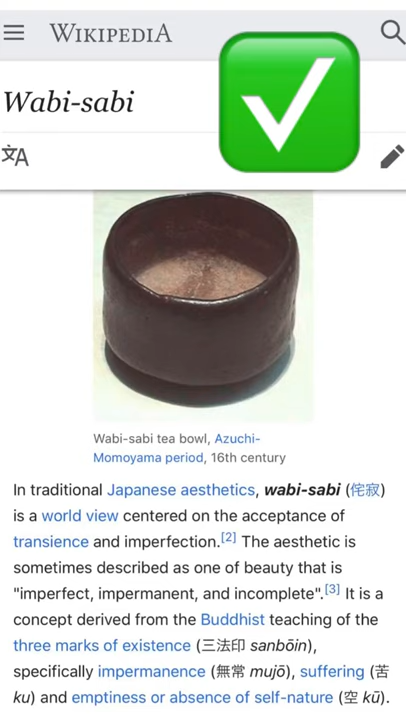 WIKIPEDIA
Wabi-sabi
文A
Wabi-sabi tea bowl, Azuchi-
Momoyama period, 16th century
In traditional Japanese aesthetics, wabi-sabi (侘寂)
is a world view centered on the acceptance of
transience and imperfection.[2] The aesthetic is
sometimes described as one of beauty that is
"imperfect, impermanent, and incomplete".[3] It is a
concept derived from the Buddhist teaching of the
three marks of existence (三法印 sanbōin),
specifically impermanence (無常 mujō), suffering (苦
ku) and emptiness or absence of self-nature (空 kū).